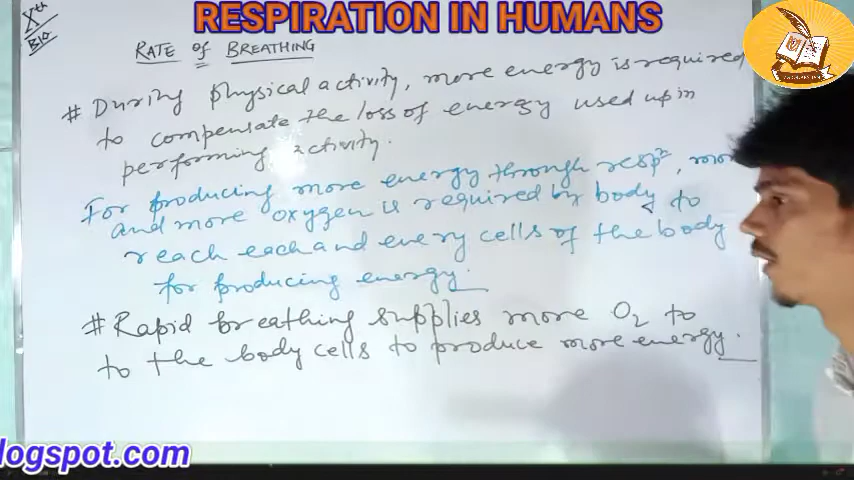 RESPIRATION IN HUMANS
Xth
BIO
RATE of BREATHING
# During physical activity, more energy is required
to compensate the loss of energy used up in
performing activity.
For producing more energy through respn, more
and more oxygen is required by body to
reach each and every cells of the body
for producing energy.
# Rapid breathing supplies more O2 to
to the body cells to produce more energy.
logspot.com